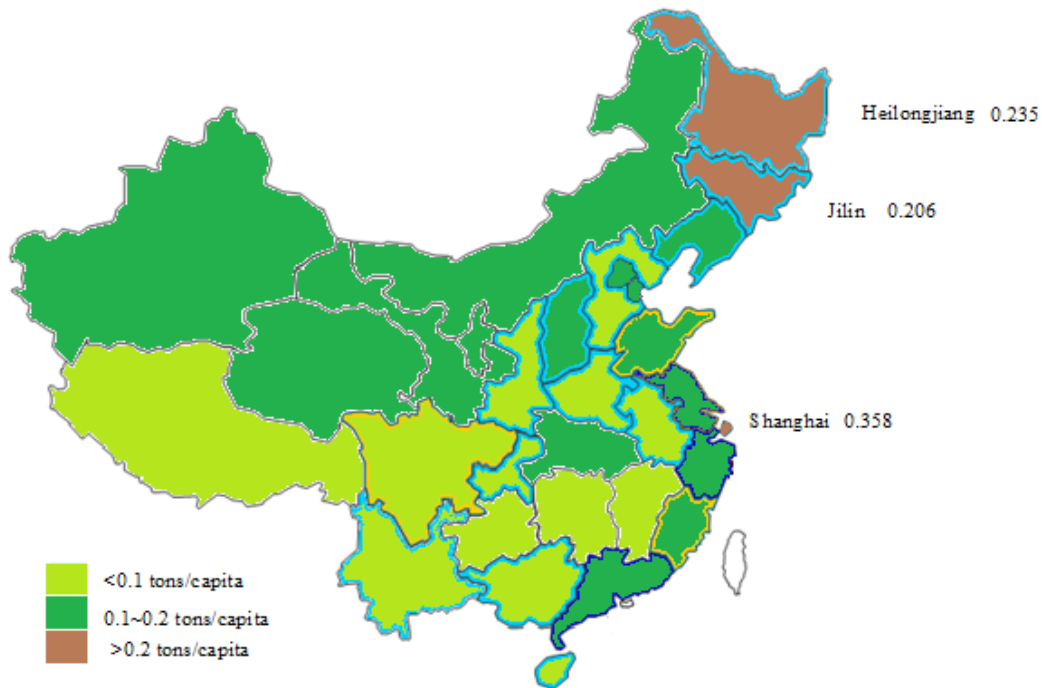 Heilongjiang 0.235
Jilin 0.206
Shanghai 0.358
<0.1 tons/capita
0.1~0.2 tons/capita
>0.2 tons/capita